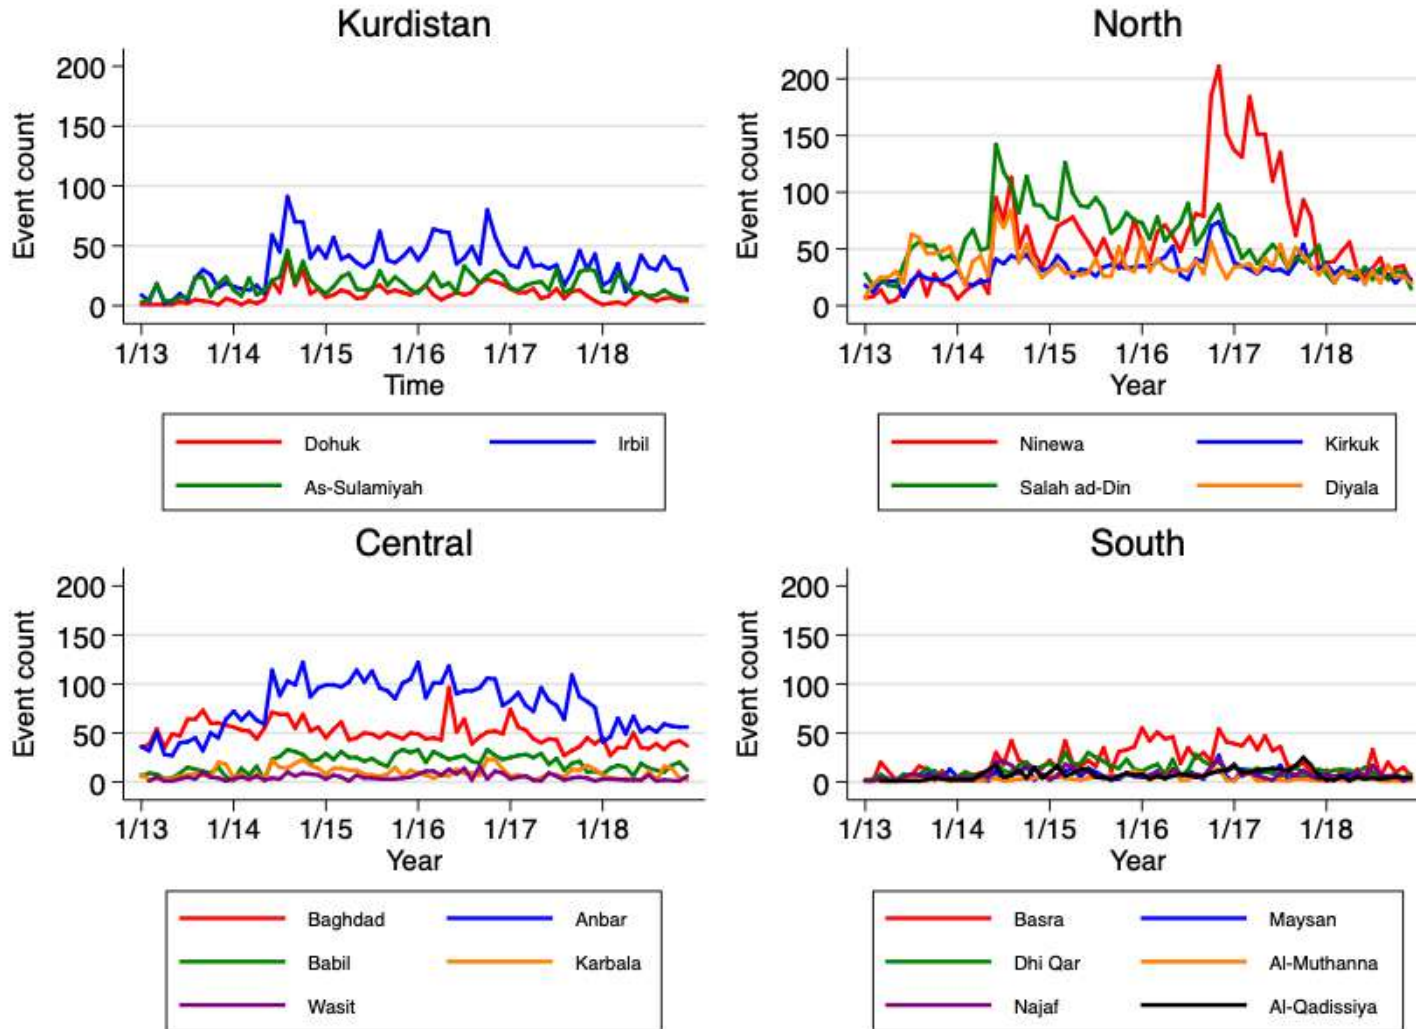 Kurdistan
Event count
200
150
100
50
0
1/13 1/14 1/15 1/16 1/17 1/18
Time
Dohuk Irbil
As-Sulamiyah
North
Event count
200
150
100
50
0
1/13 1/14 1/15 1/16 1/17 1/18
Year
Ninewa Kirkuk
Salah ad-Din Diyala
Central
Event count
200
150
100
50
0
1/13 1/14 1/15 1/16 1/17 1/18
Year
Baghdad Anbar
Babil Karbala
Wasit
South
Event count
200
150
100
50
0
1/13 1/14 1/15 1/16 1/17 1/18
Year
Basra Maysan
Dhi Qar Al-Muthanna
Najaf Al-Qadissiya